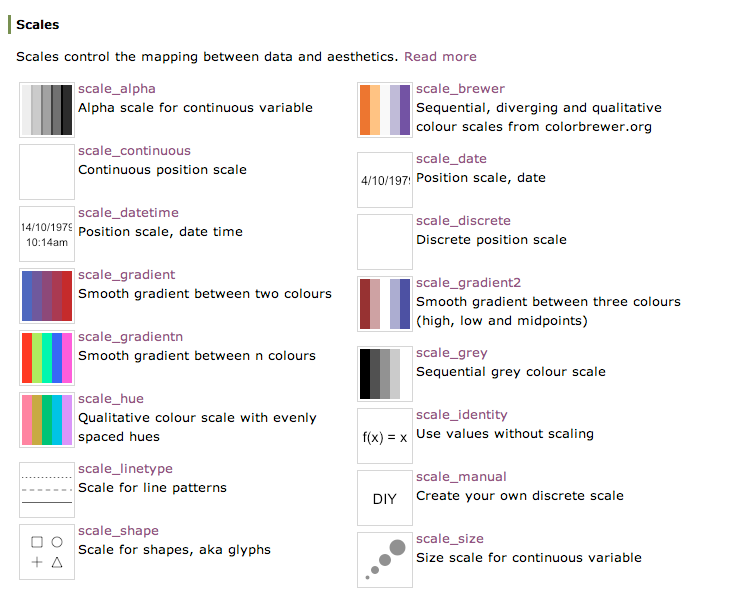 Scales
Scales control the mapping between data and aesthetics. Read more
scale_alpha
Alpha scale for continuous variable
scale_brewer
Sequential, diverging and qualitative
colour scales from colorbrewer.org
scale_continuous
Continuous position scale
4/10/1979
scale_date
Position scale, date
14/10/1979
10:14am
scale_datetime
Position scale, date time
scale_discrete
Discrete position scale
scale_gradient
Smooth gradient between two colours
scale_gradient2
Smooth gradient between three colours
(high, low and midpoints)
scale_gradientn
Smooth gradient between n colours
scale_grey
Sequential grey colour scale
scale_hue
Qualitative colour scale with evenly
spaced hues
f(x) = x
scale_identity
Use values without scaling
scale_linetype
Scale for line patterns
DIY
scale_manual
Create your own discrete scale
scale_shape
Scale for shapes, aka glyphs
scale_size
Size scale for continuous variable